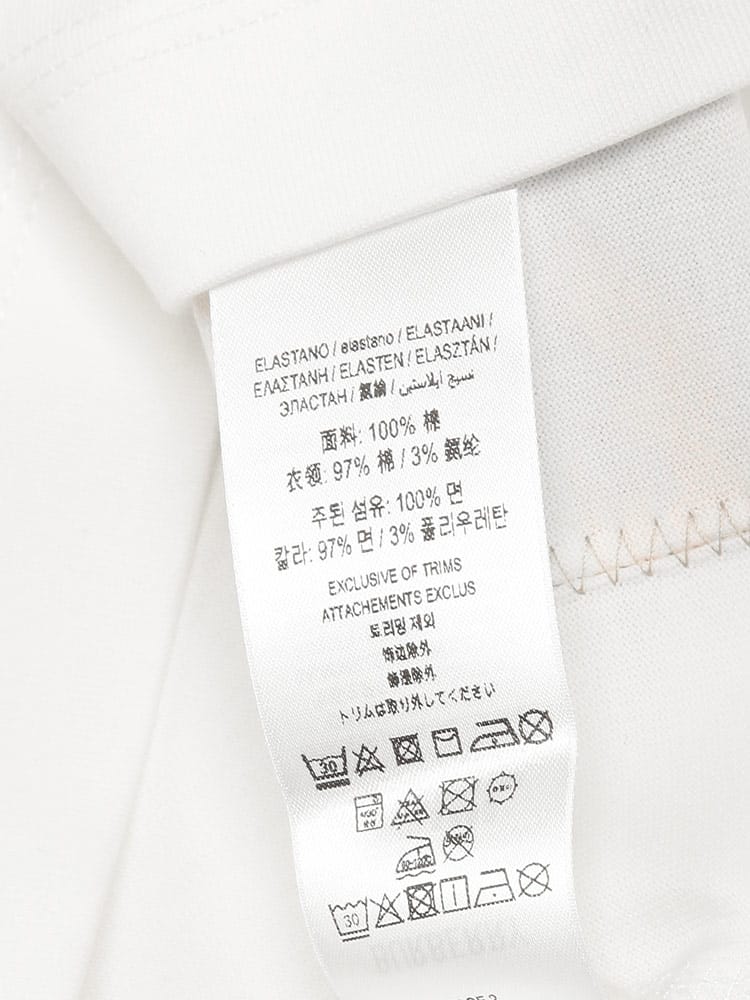 ELASTANO / elastano / ELASTAANI /
ΕΛΑΣΤΑΝΗ / ELASTEN / ELASZTÁN /
ЭЛАСТАН / 氨綸 / نسيج إيلاستين
面料: 100% 棉
衣领: 97% 棉 / 3% 氨纶
주된 섬유: 100% 면
칼라: 97% 면 / 3% 폴리우레탄
EXCLUSIVE OF TRIMS
ATTACHEMENTS EXCLUS
트리밍 제외
饰边除外
飾邊除外
トリムは取り外してください
30
30